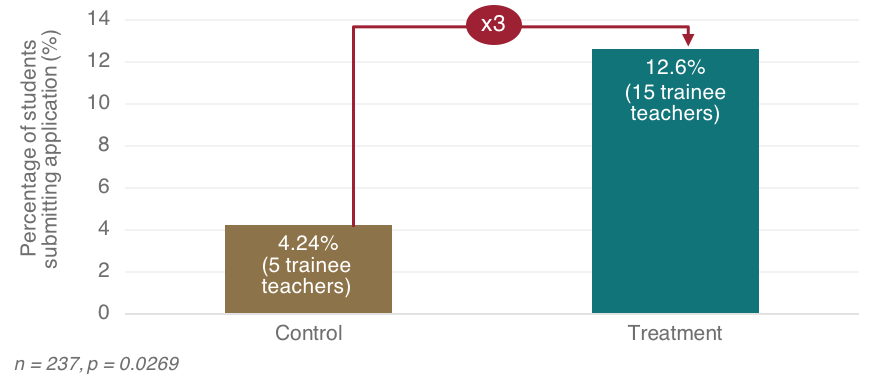 Percentage of students
submitting application (%)
14
12
10
8
6
4
2
0
x3
4.24%
(5 trainee
teachers)
12.6%
(15 trainee
teachers)
Control
Treatment
n = 237, p = 0.0269